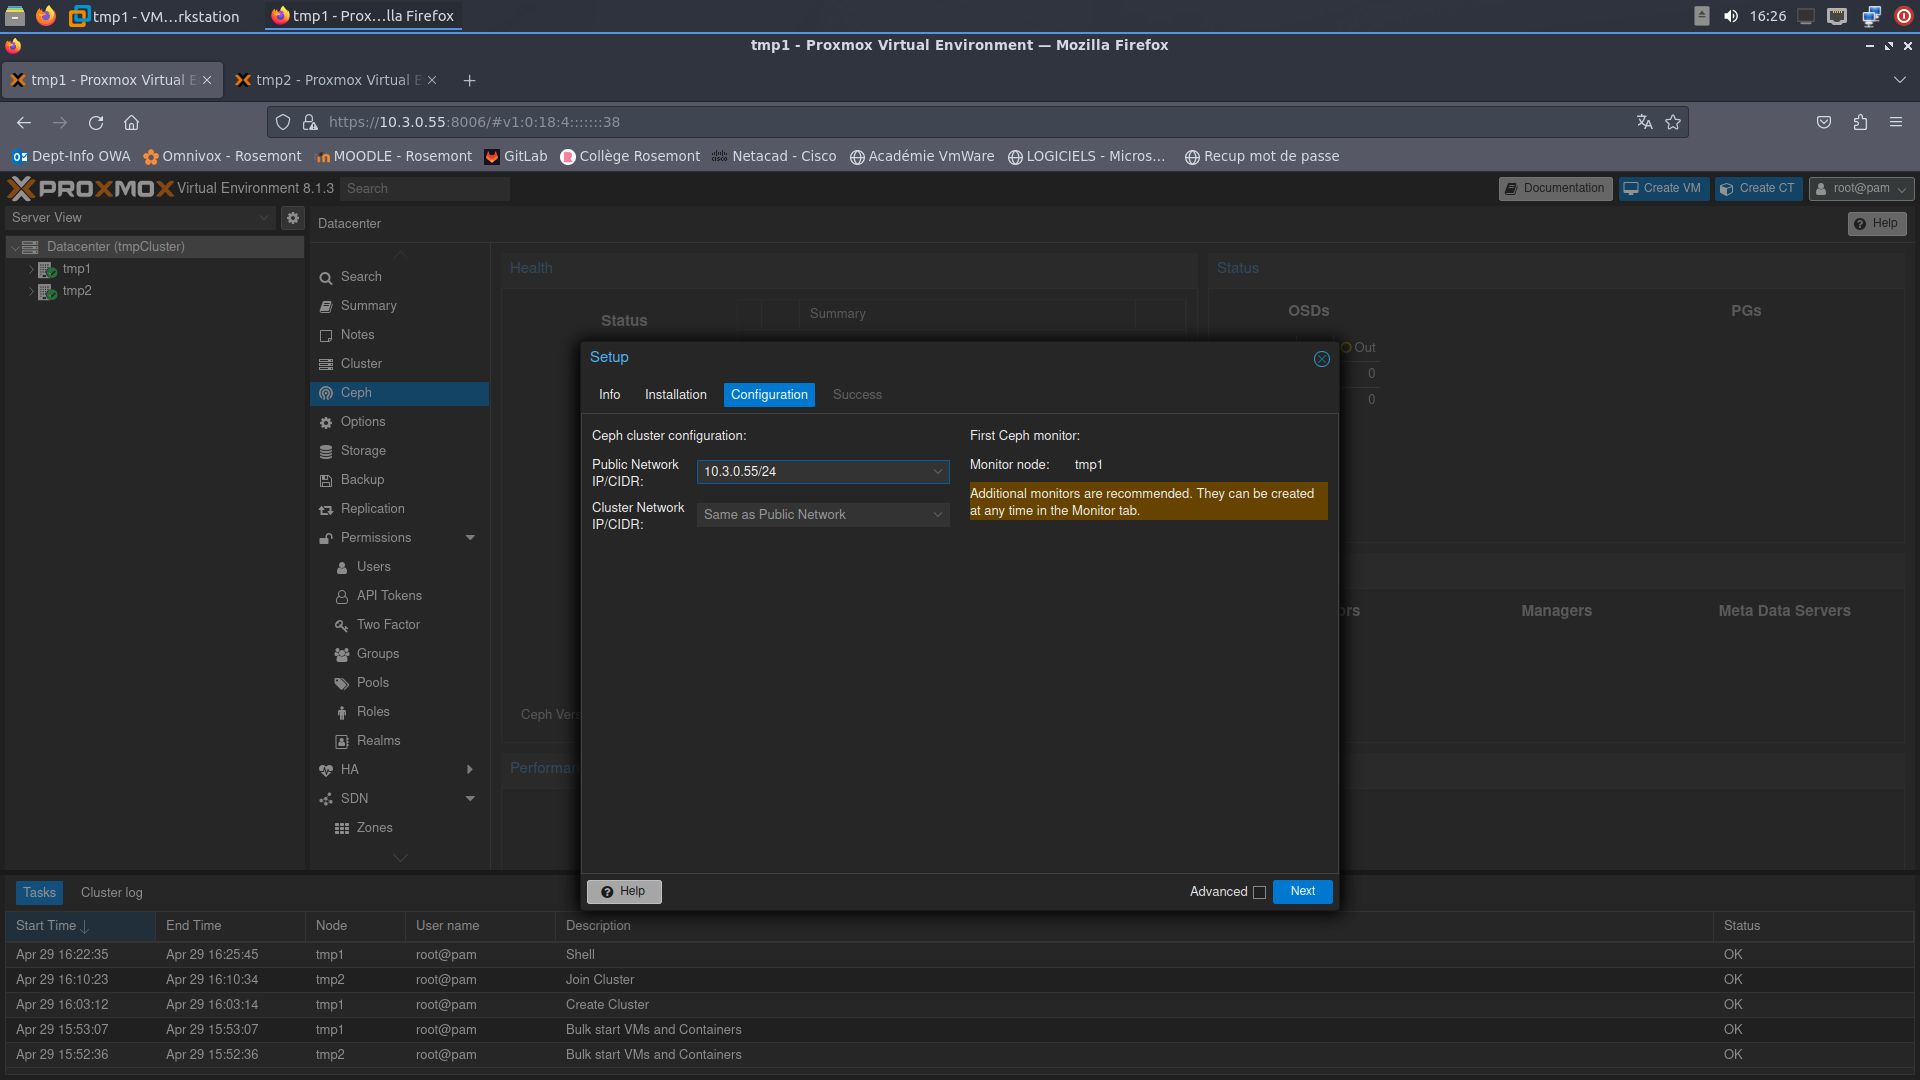 tmp1 - VM...rkstation
tmp1 - Prox...lla Firefox
16:26
tmp1 - Proxmox Virtual Environment — Mozilla Firefox
tmp1 - Proxmox Virtual E
tmp2 - Proxmox Virtual E
https://10.3.0.55:8006/#v1:0:18:4:::::::38
Dept-Info OWA
Omnivox - Rosemont
MOODLE - Rosemont
GitLab
Collège Rosemont
Netacad - Cisco
Académie VmWare
LOGICIELS - Micros...
Recup mot de passe
PROXMOX Virtual Environment 8.1.3
Search
Documentation
Create VM
Create CT
root@pam
Server View
Datacenter
Help
Datacenter (tmpCluster)
tmp1
tmp2
Search
Summary
Notes
Cluster
Ceph
Options
Storage
Backup
Replication
Permissions
Users
API Tokens
Two Factor
Groups
Pools
Roles
Realms
HA
SDN
Zones
Health
Status
Status
Summary
OSDs
PGs
Out
0
0
Managers
Meta Data Servers
Ceph
Setup
Info
Installation
Configuration
Success
Ceph cluster configuration:
Public Network
IP/CIDR:
10.3.0.55/24
Cluster Network
IP/CIDR:
Same as Public Network
First Ceph monitor:
Monitor node: tmp1
Additional monitors are recommended. They can be created
at any time in the Monitor tab.
Help
Advanced
Next
Tasks
Cluster log
Start Time End Time Node User name Description Status
Apr 29 16:22:35 Apr 29 16:25:45 tmp1 root@pam Shell OK
Apr 29 16:10:23 Apr 29 16:10:34 tmp2 root@pam Join Cluster OK
Apr 29 16:03:12 Apr 29 16:03:14 tmp1 root@pam Create Cluster OK
Apr 29 15:53:07 Apr 29 15:53:07 tmp1 root@pam Bulk start VMs and Containers OK
Apr 29 15:52:36 Apr 29 15:52:36 tmp2 root@pam Bulk start VMs and Containers OK